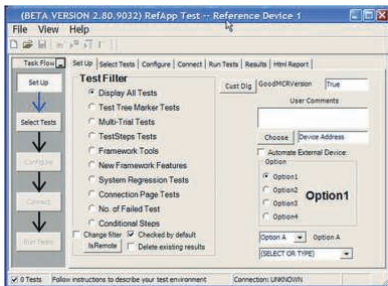 (BETA VERSION 2.80.9032) RefApp Test -- Reference Device 1
File View Help
Task Flow
Set Up Select Tests Configure Connect Run Tests Results Html Report
Set Up
Select Tests
Configure
Connect
Run Tests
Test Filter
Display All Tests
Test Tree Marker Tests
Multi-Trial Tests
TestSteps Tests
Framework Tools
New Framework Features
System Regression Tests
Connection Page Tests
No. of Failed Test
Conditional Steps
Change filter Checked by default
IsRemote Delete existing results
Cust Dlg GoodMCRVersion True
User Comments
Choose Device Address
Automate External Device
Option
Option1
Option2
Option3
Option4
Option1
Option A Option A
(SELECT OR TYPE)
0 Tests Follow instructions to describe your test environment Connection: UNKNOWN